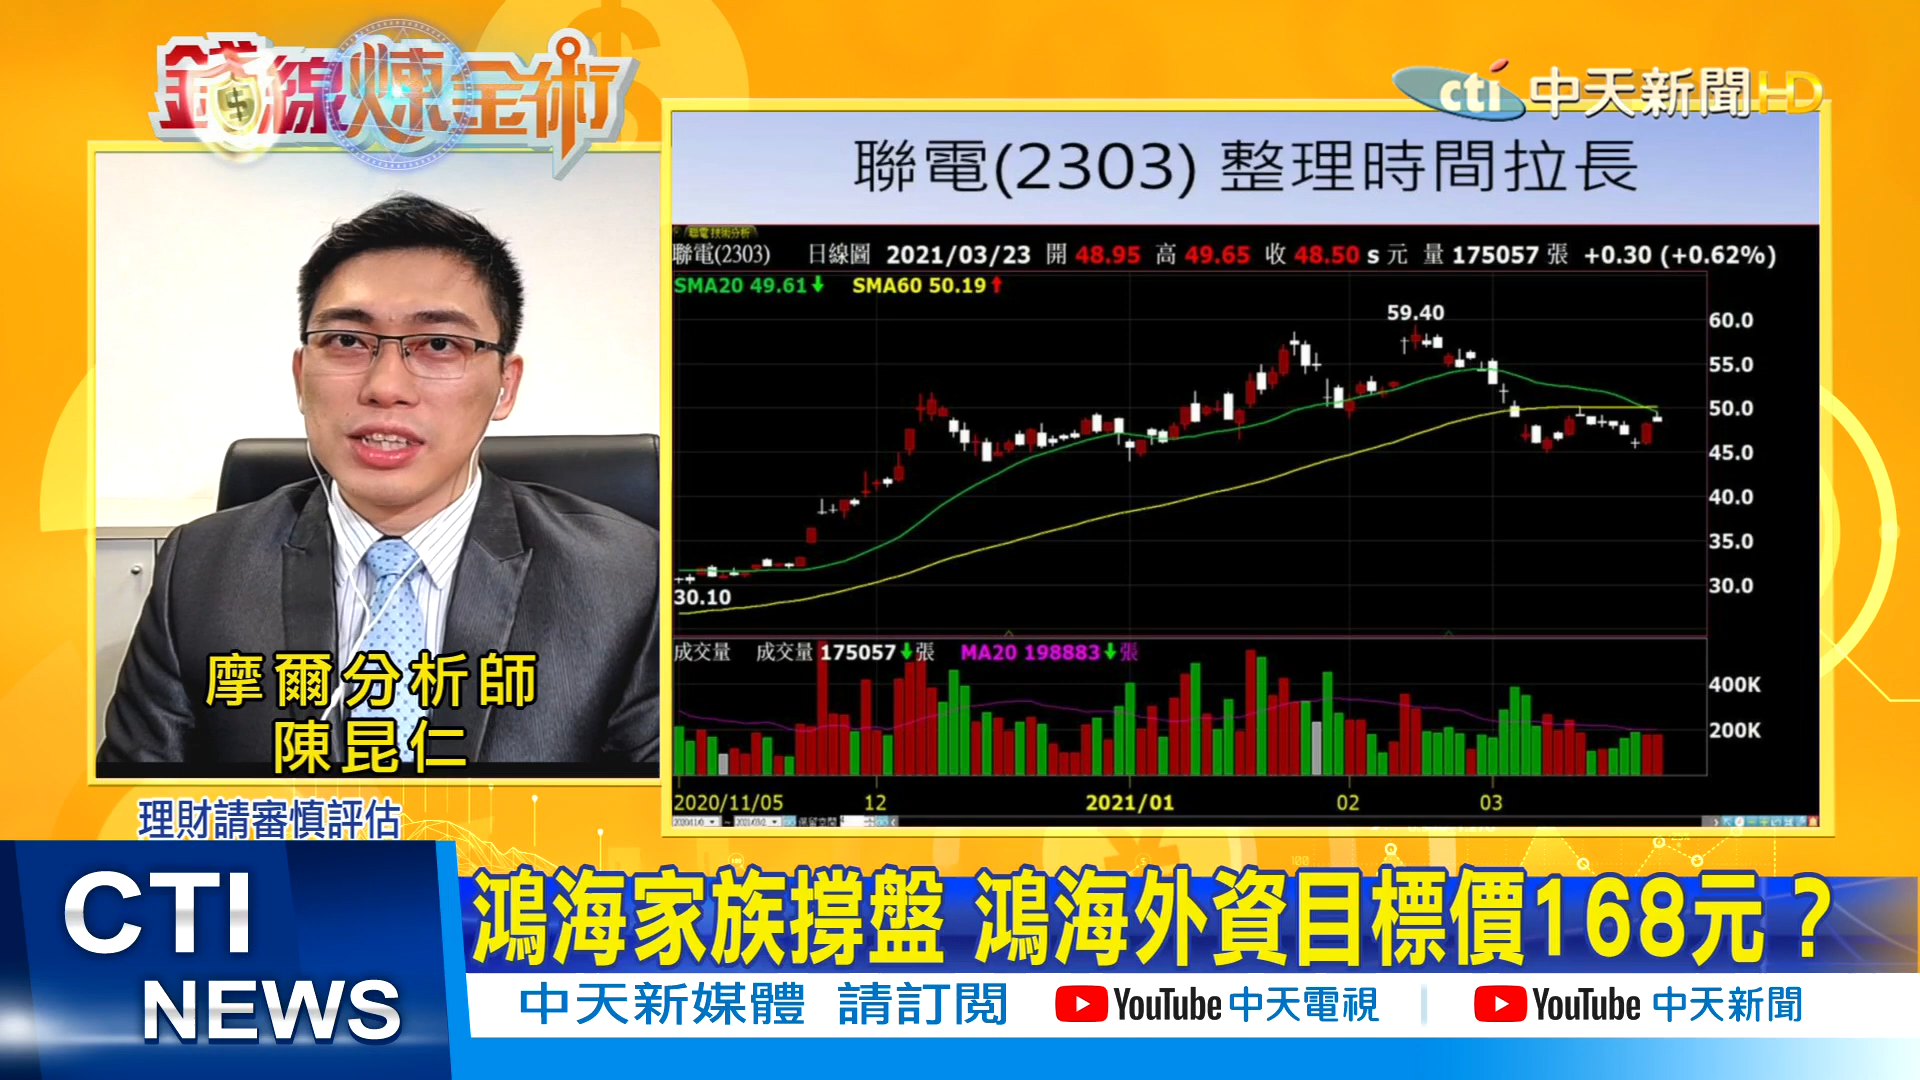 錢線煉金術
cti 中天新聞HD
聯電(2303) 整理時間拉長
聯電 技術分析
聯電(2303) 日線圖 2021/03/23 開 48.95 高 49.65 收 48.50 s 元 量 175057 張 +0.30 (+0.62%)
SMA20 49.61 SMA60 50.19
59.40
60.0
55.0
50.0
45.0
40.0
35.0
30.0
30.10
成交量 成交量 175057 張 MA20 198883 張
400K
200K
2020/11/05 12 2021/01 02 03
摩爾分析師
陳昆仁
理財請審慎評估
CTI
NEWS
鴻海家族撐盤 鴻海外資目標價168元？
中天新媒體 請訂閱 YouTube 中天電視 | YouTube 中天新聞